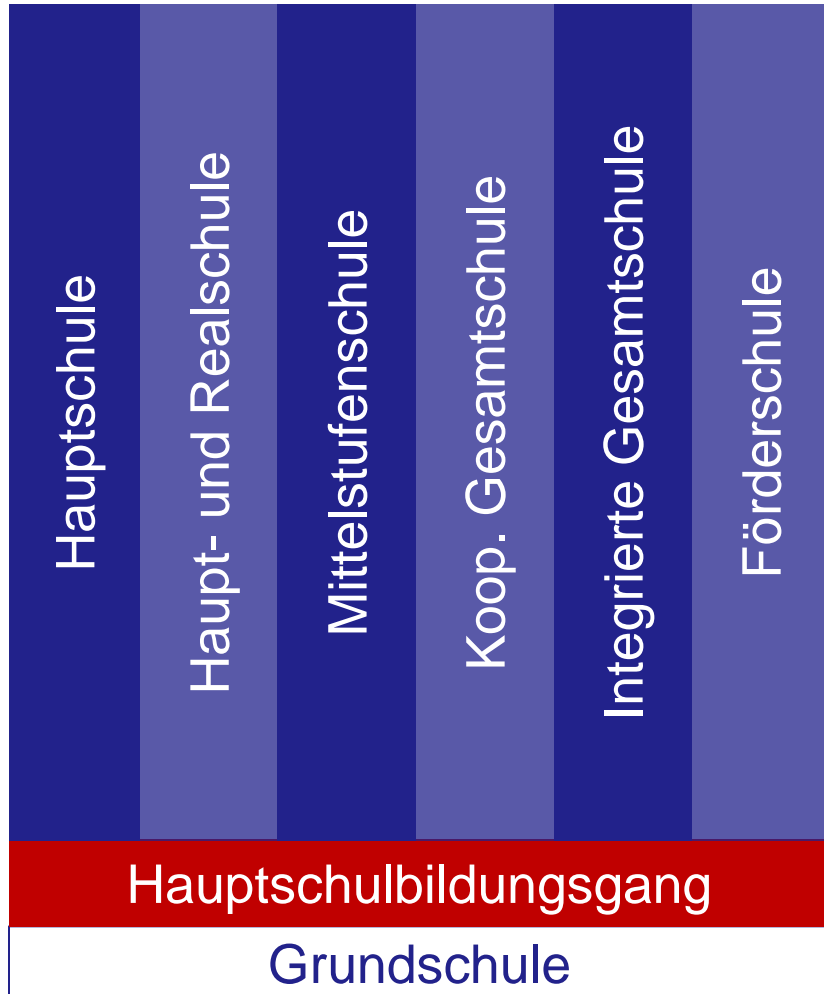 Hauptschule
Haupt- und Realschule
Mittelstufenschule
Koop. Gesamtschule
Integrierte Gesamtschule
Förderschule
Hauptschulbildungsgang
Grundschule